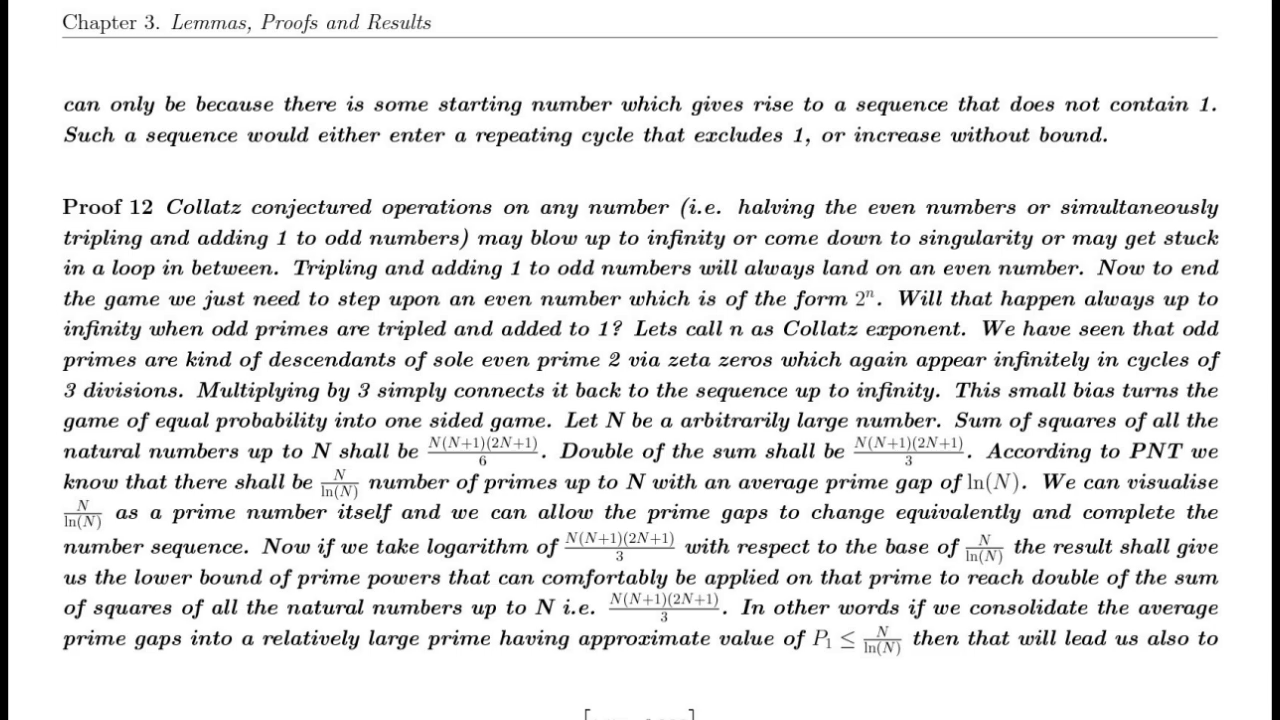 Chapter 3. Lemmas, Proofs and Results
can only be because there is some starting number which gives rise to a sequence that does not contain 1.
Such a sequence would either enter a repeating cycle that excludes 1, or increase without bound.
Proof 12 Collatz conjectured operations on any number (i.e. halving the even numbers or simultaneously
tripling and adding 1 to odd numbers) may blow up to infinity or come down to singularity or may get stuck
in a loop in between. Tripling and adding 1 to odd numbers will always land on an even number. Now to end
the game we just need to step upon an even number which is of the form 2^n. Will that happen always up to
infinity when odd primes are tripled and added to 1? Lets call n as Collatz exponent. We have seen that odd
primes are kind of descendants of sole even prime 2 via zeta zeros which again appear infinitely in cycles of
3 divisions. Multiplying by 3 simply connects it back to the sequence up to infinity. This small bias turns the
game of equal probability into one sided game. Let N be a arbitrarily large number. Sum of squares of all the
natural numbers up to N shall be N(N+1)(2N+1)/6. Double of the sum shall be N(N+1)(2N+1)/3. According to PNT we
know that there shall be N/ln(N) number of primes up to N with an average prime gap of ln(N). We can visualise
N/ln(N) as a prime number itself and we can allow the prime gaps to change equivalently and complete the
number sequence. Now if we take logarithm of N(N+1)(2N+1)/3 with respect to the base of N/ln(N) the result shall give
us the lower bound of prime powers that can comfortably be applied on that prime to reach double of the sum
of squares of all the natural numbers up to N i.e. N(N+1)(2N+1)/3. In other words if we consolidate the average
prime gaps into a relatively large prime having approximate value of P₁ ≤ N/ln(N) then that will lead us also to